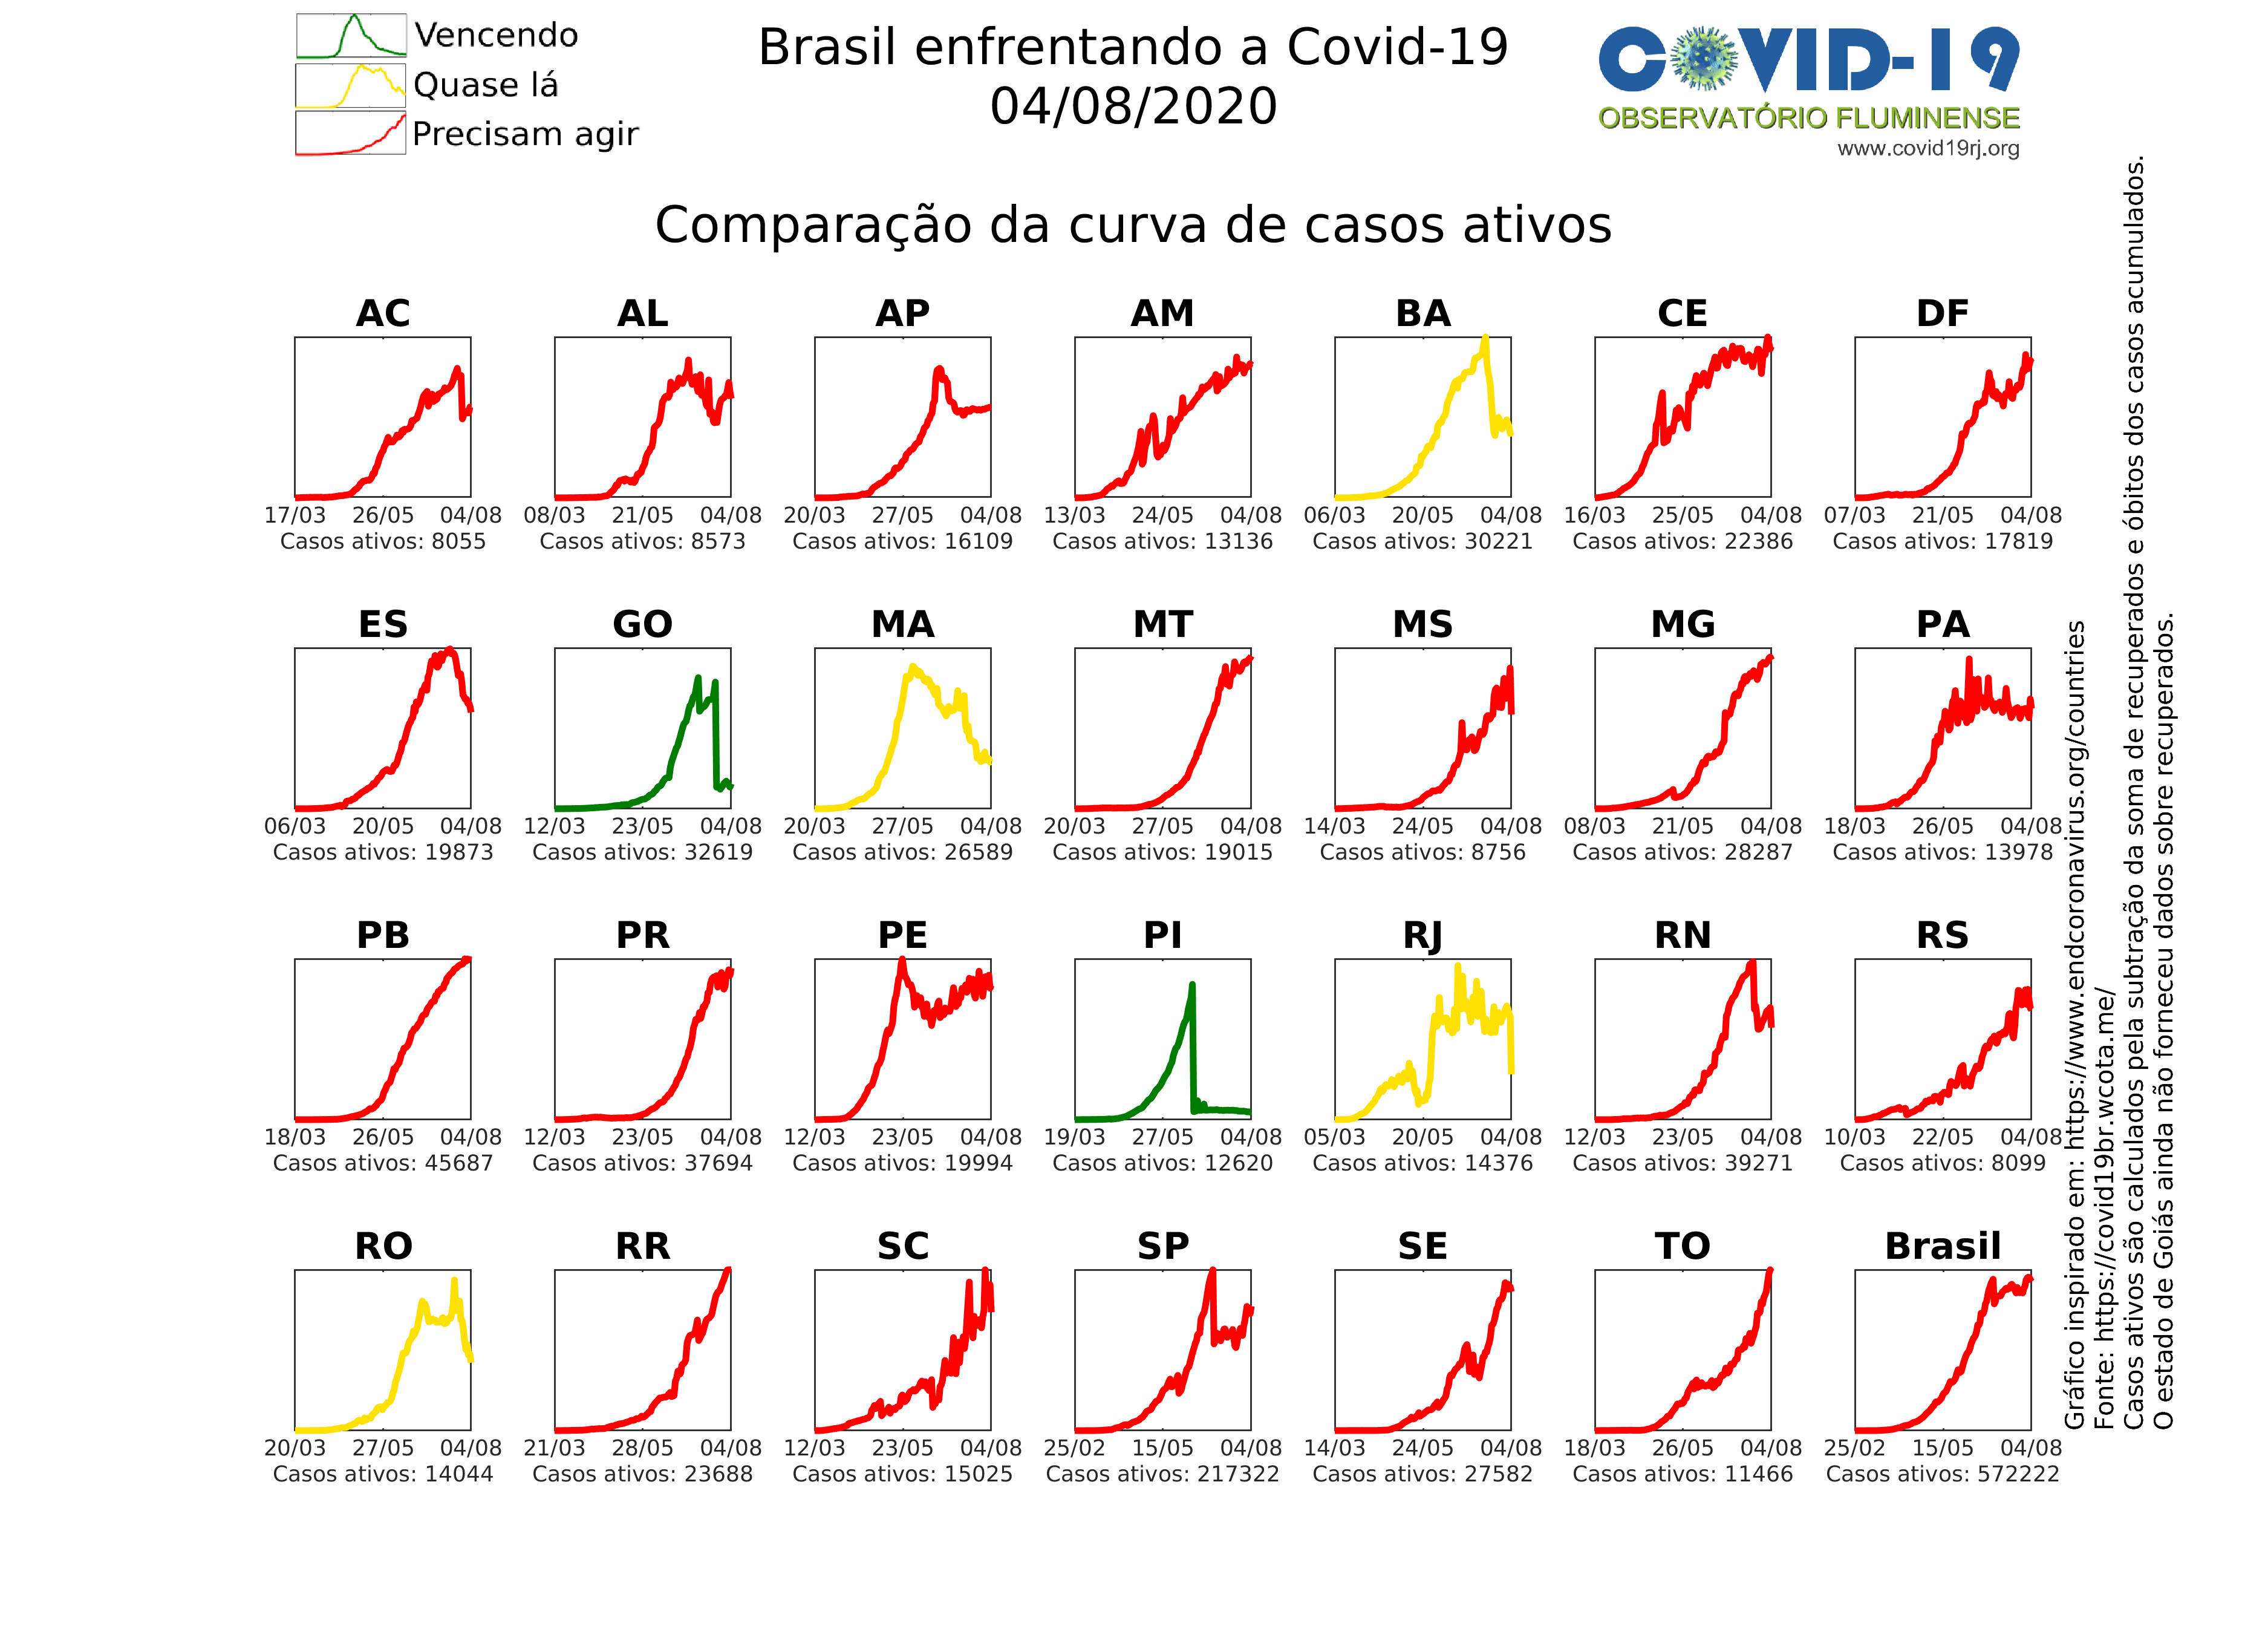 Vencendo
Quase lá
Precisam agir
Brasil enfrentando a Covid-19
04/08/2020
COVID-19
OBSERVATÓRIO FLUMINENSE
www.covid19rj.org
Comparação da curva de casos ativos
AC AL AP AM BA CE DF
17/03 26/05 04/08 08/03 21/05 04/08 20/03 27/05 04/08 13/03 24/05 04/08 06/03 20/05 04/08 16/03 25/05 04/08 07/03 21/05 04/08
Casos ativos: 8055 Casos ativos: 8573 Casos ativos: 16109 Casos ativos: 13136 Casos ativos: 30221 Casos ativos: 22386 Casos ativos: 17819
ES GO MA MT MS MG PA
06/03 20/05 04/08 12/03 23/05 04/08 20/03 27/05 04/08 20/03 27/05 04/08 14/03 24/05 04/08 08/03 21/05 04/08 18/03 26/05 04/08
Casos ativos: 19873 Casos ativos: 32619 Casos ativos: 26589 Casos ativos: 19015 Casos ativos: 8756 Casos ativos: 28287 Casos ativos: 13978
PB PR PE PI RJ RN RS
18/03 26/05 04/08 12/03 23/05 04/08 12/03 23/05 04/08 19/03 27/05 04/08 05/03 20/05 04/08 12/03 23/05 04/08 10/03 22/05 04/08
Casos ativos: 45687 Casos ativos: 37694 Casos ativos: 19994 Casos ativos: 12620 Casos ativos: 14376 Casos ativos: 39271 Casos ativos: 8099
RO RR SC SP SE TO Brasil
20/03 27/05 04/08 21/03 28/05 04/08 12/03 23/05 04/08 25/02 15/05 04/08 14/03 24/05 04/08 18/03 26/05 04/08 25/02 15/05 04/08
Casos ativos: 14044 Casos ativos: 23688 Casos ativos: 15025 Casos ativos: 217322 Casos ativos: 27582 Casos ativos: 11466 Casos ativos: 572222
Gráfico inspirado em: https://www.endcoronavirus.org/countries
Fonte: https://covid19br.wcota.me/
Casos ativos são calculados pela subtração da soma de recuperados e óbitos dos casos acumulados.
O estado de Goiás ainda não forneceu dados sobre recuperados.